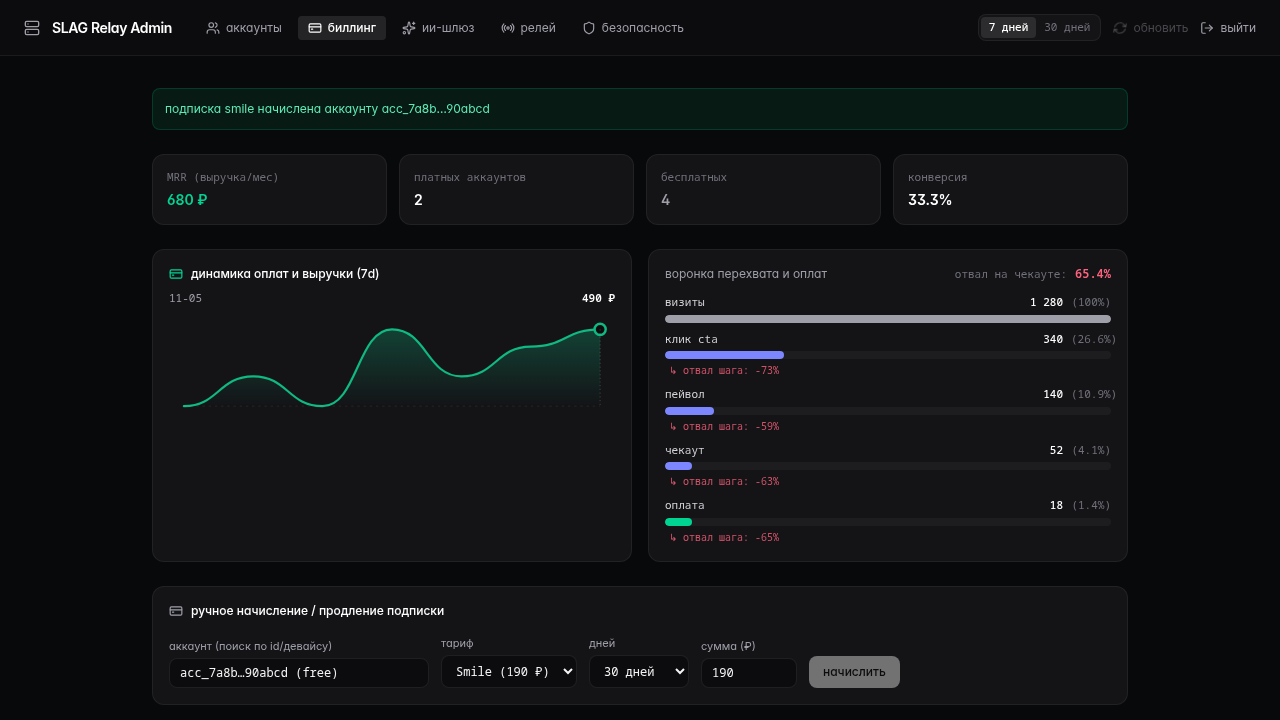 SLAG Relay Admin
аккаунты
биллинг
ии-шлюз
релей
безопасность
7 дней
30 дней
обновить
выйти
подписка smile начислена аккаунту acc_7a8b…90abcd
MRR (выручка/мес)
680 ₽
платных аккаунтов
2
бесплатных
4
конверсия
33.3%
динамика оплат и выручки (7d)
11-05
490 ₽
воронка перехвата и оплат
отвал на чекауте: 65.4%
визиты
1 280 (100%)
клик cta
340 (26.6%)
↳ отвал шага: -73%
пейвол
140 (10.9%)
↳ отвал шага: -59%
чекаут
52 (4.1%)
↳ отвал шага: -63%
оплата
18 (1.4%)
↳ отвал шага: -65%
ручное начисление / продление подписки
аккаунт (поиск по id/девайсу)
acc_7a8b…90abcd (free)
тариф
Smile (190 ₽)
дней
30 дней
сумма (₽)
190
начислить